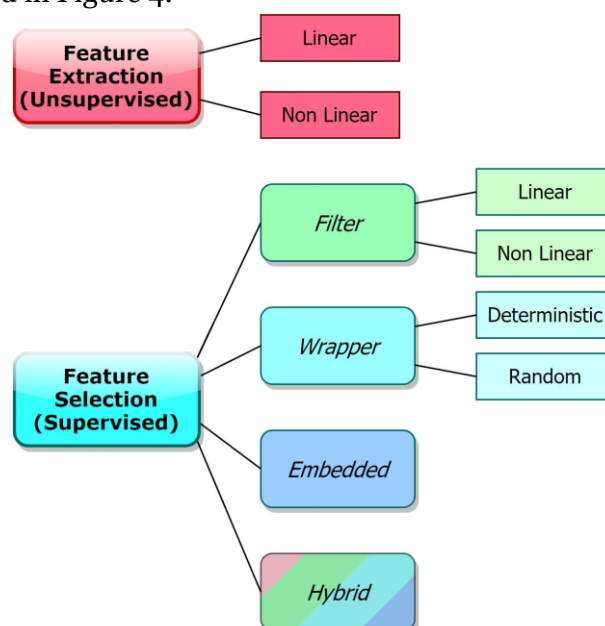 d in Figure 4.
Feature
Extraction
(Unsupervised)
Linear
Non Linear
Feature
Selection
(Supervised)
Filter
Linear
Non Linear
Wrapper
Deterministic
Random
Embedded
Hybrid